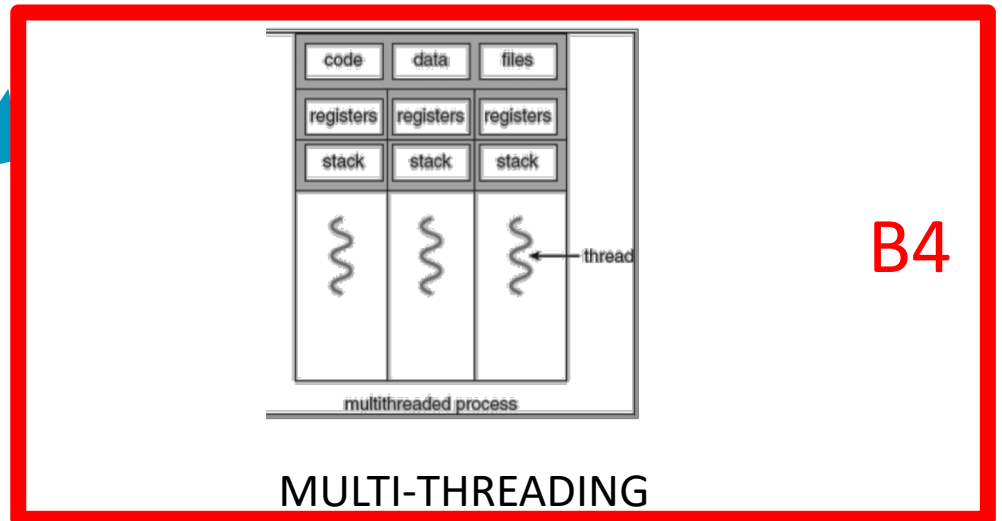 code data files
registers registers registers
stack stack stack
thread
B4
multithreaded process
MULTI-THREADING